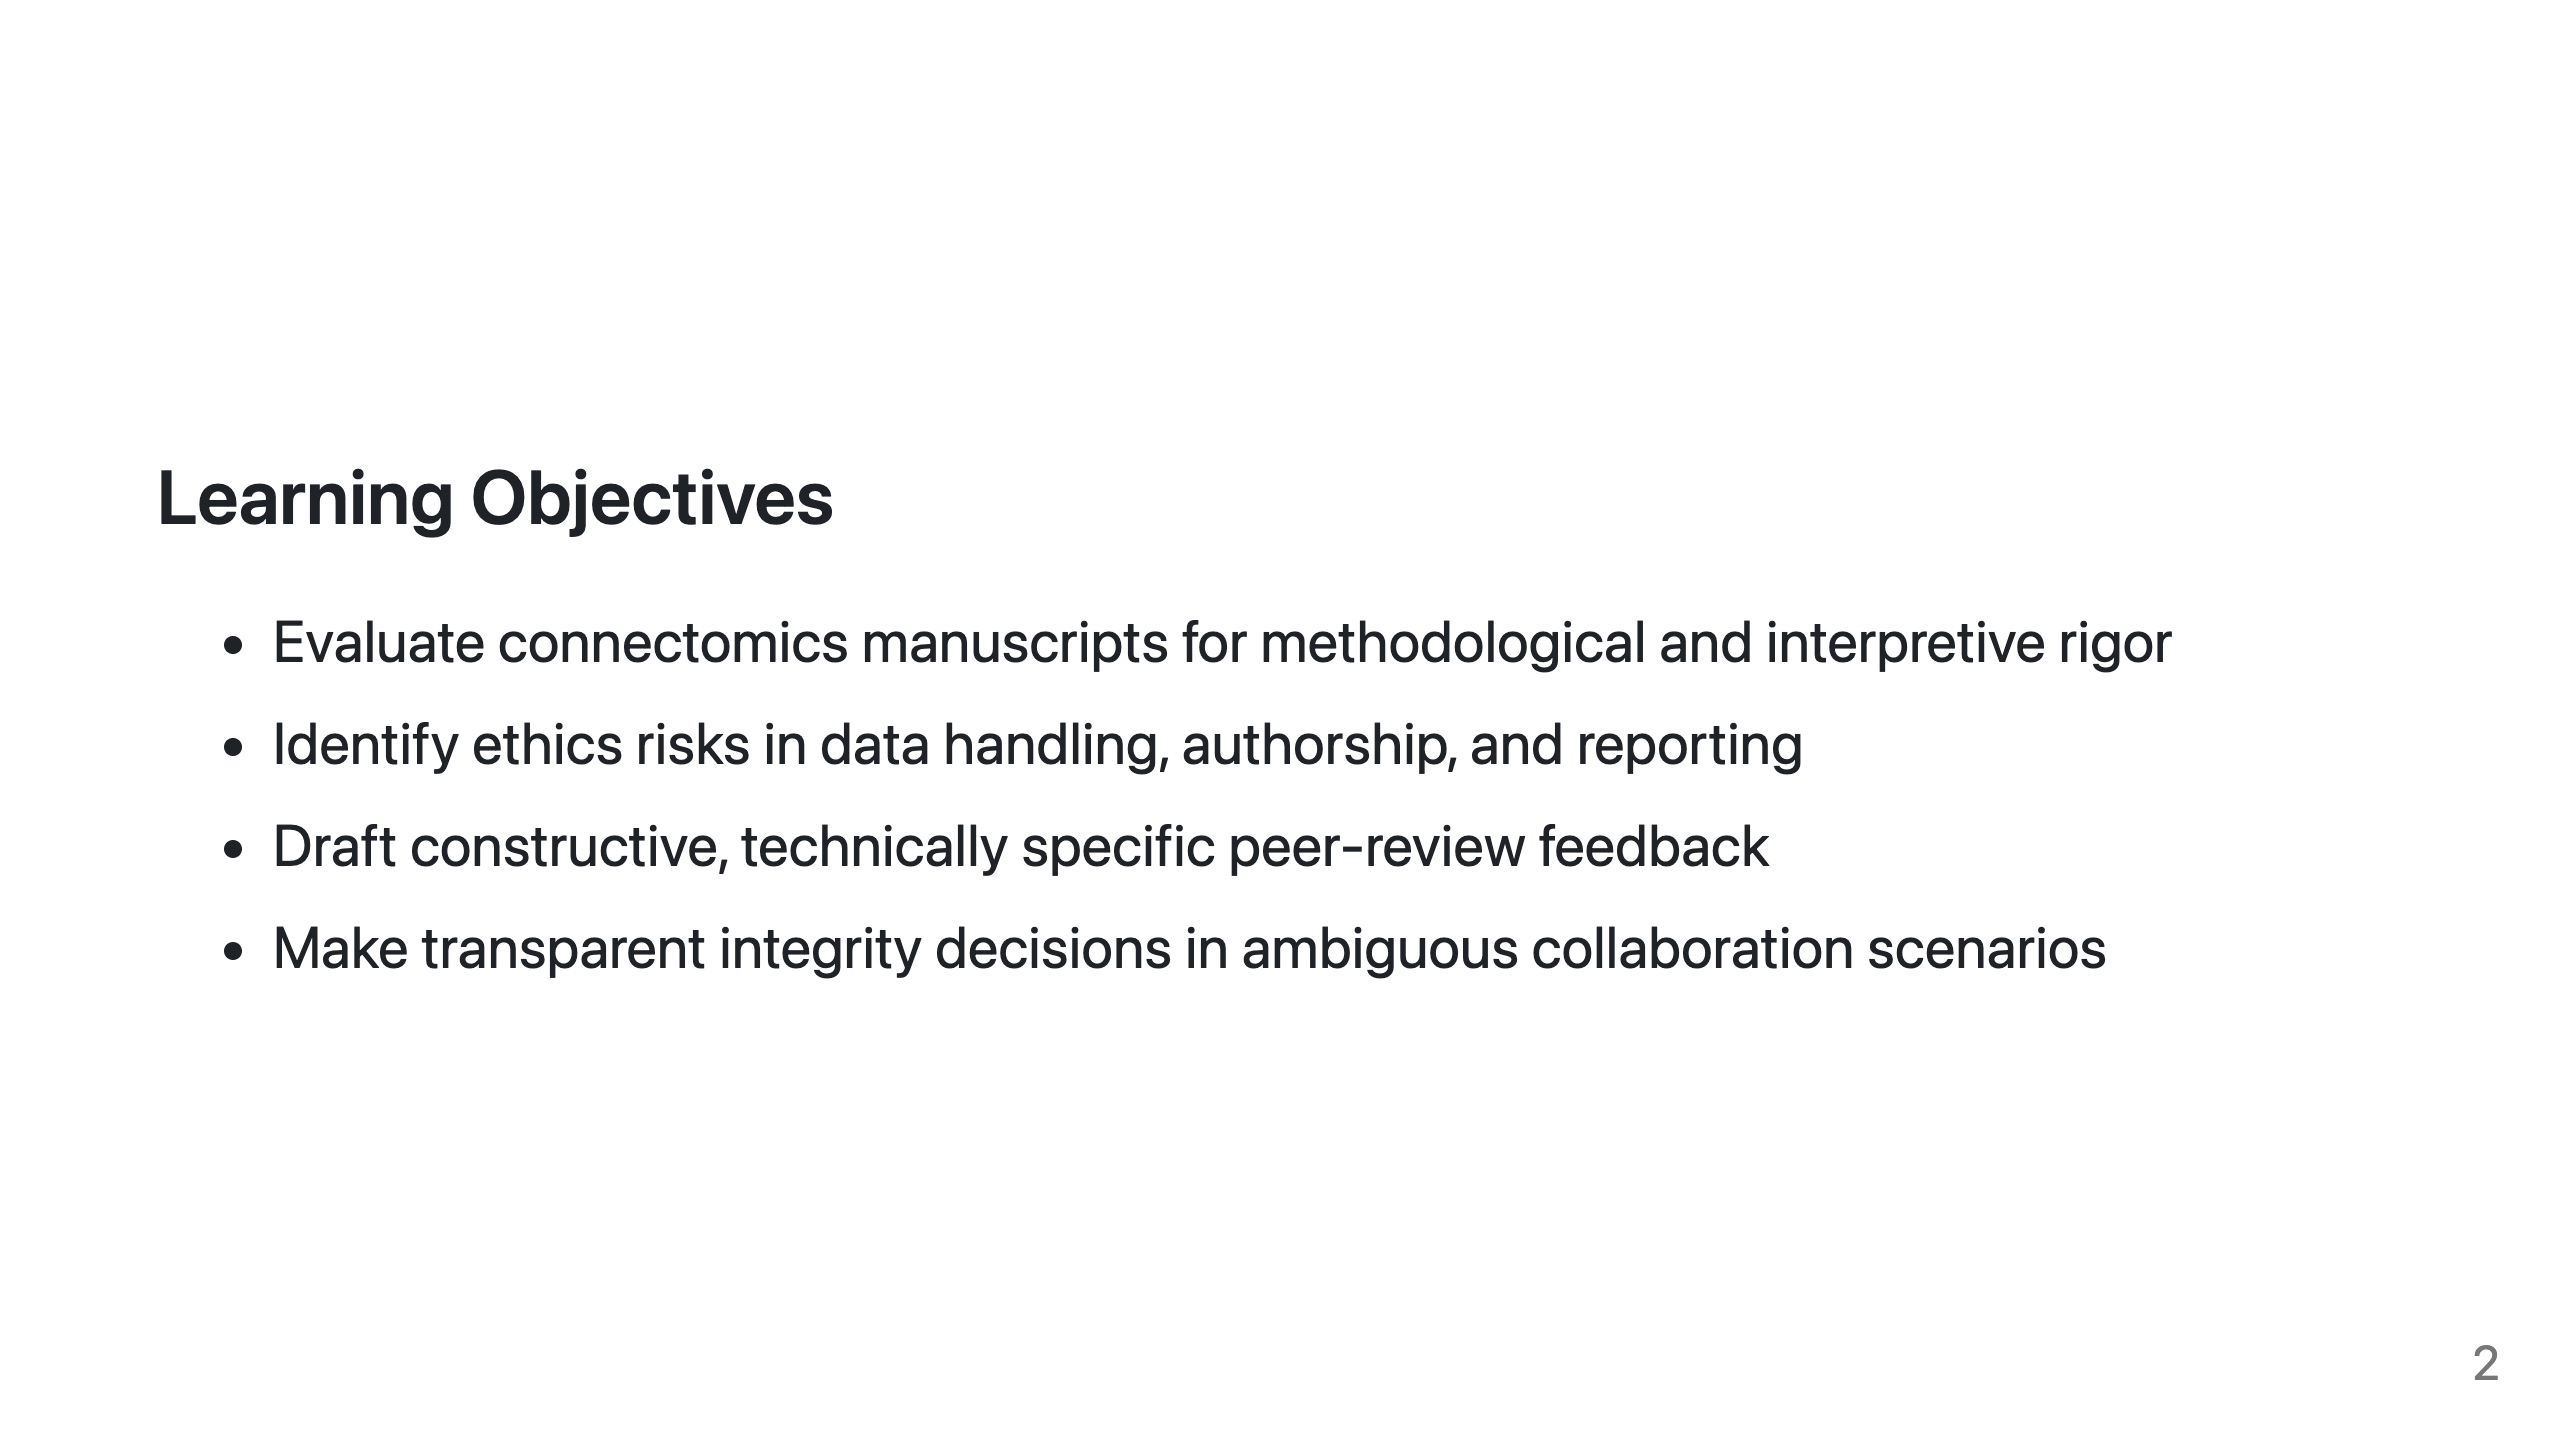 Learning Objectives
• Evaluate connectomics manuscripts for methodological and interpretive rigor
• Identify ethics risks in data handling, authorship, and reporting
• Draft constructive, technically specific peer-review feedback
• Make transparent integrity decisions in ambiguous collaboration scenarios
2